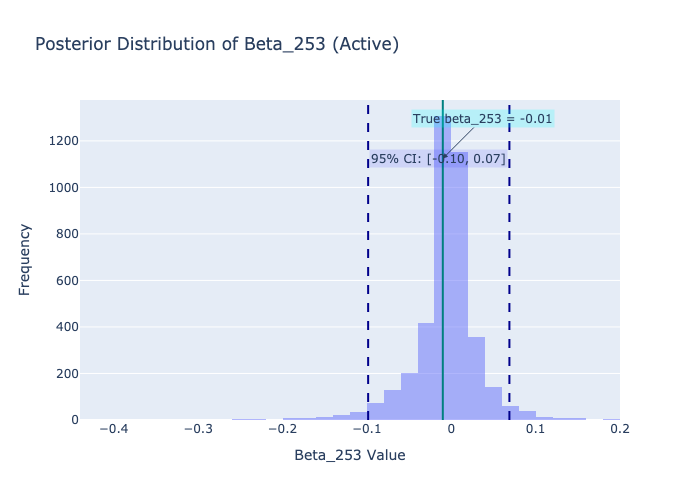 Posterior Distribution of Beta_253 (Active)
True beta_253 = -0.01
95% CI: [-0.10, 0.07]
1200
1000
800
600
400
200
0
Frequency
−0.4 −0.3 −0.2 −0.1 0 0.1 0.2
Beta_253 Value